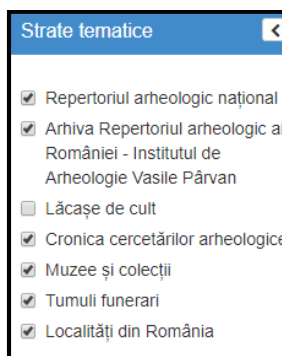 Strate tematice
Repertoriul arheologic național
Arhiva Repertoriul arheologic al
României - Institutul de
Arheologie Vasile Pârvan
Lăcașe de cult
Cronica cercetărilor arheologice
Muzee și colecții
Tumuli funerari
Localități din România